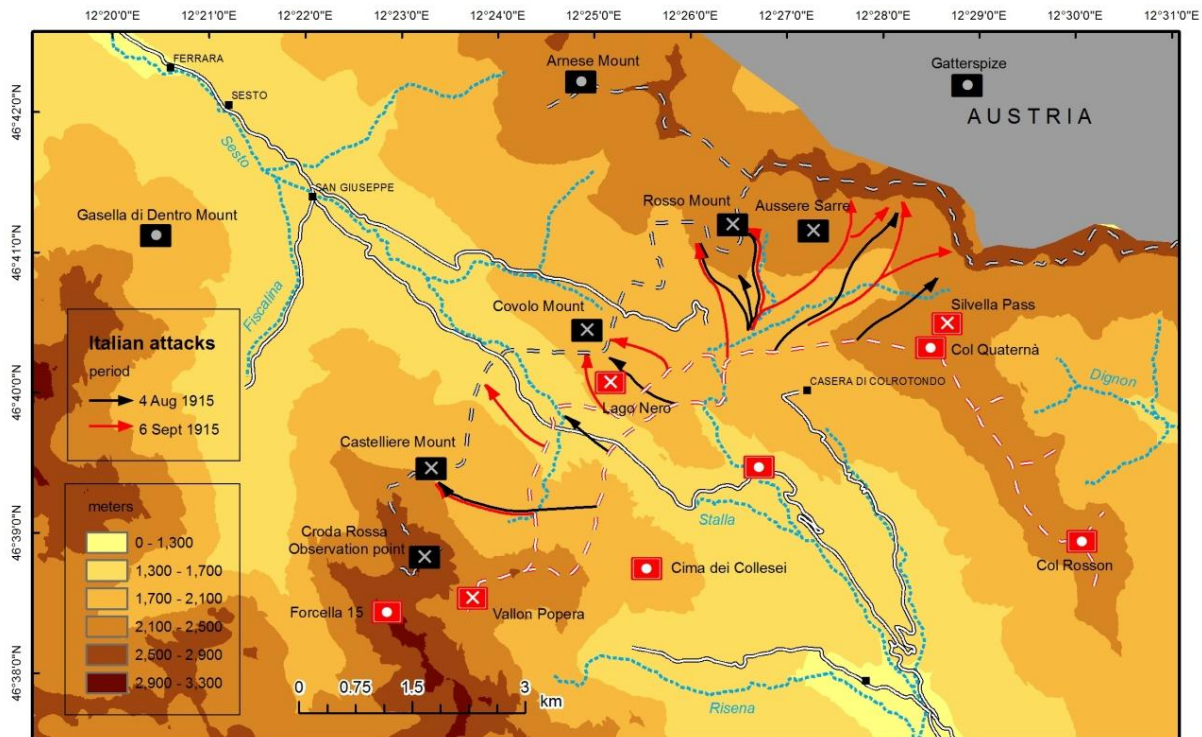 12°20'0"E 12°21'0"E 12°22'0"E 12°23'0"E 12°24'0"E 12°25'0"E 12°26'0"E 12°27'0"E 12°28'0"E 12°29'0"E 12°30'0"E 12°31'0"E
46°42'0"N
46°41'0"N
46°40'0"N
46°39'0"N
46°38'0"N
FERRARA
SESTO
Sesto
SAN GIUSEPPE
Arnese Mount
Gatterspize
AUSTRIA
Gasella di Dentro Mount
Rosso Mount
Aussere Sarre
Fiscalina
Covolo Mount
Silvella Pass
Col Quaternà
Lago Nero
CASERA DI COLROTONDO
Dignon
Castelliere Mount
Stalla
Croda Rossa
Observation point
Cima dei Collesei
Col Rosson
Forcella 15
Vallon Popera
Risena
Italian attacks
period
4 Aug 1915
6 Sept 1915
meters
0 - 1,300
1,300 - 1,700
1,700 - 2,100
2,100 - 2,500
2,500 - 2,900
2,900 - 3,300
0 0.75 1.5 3
km